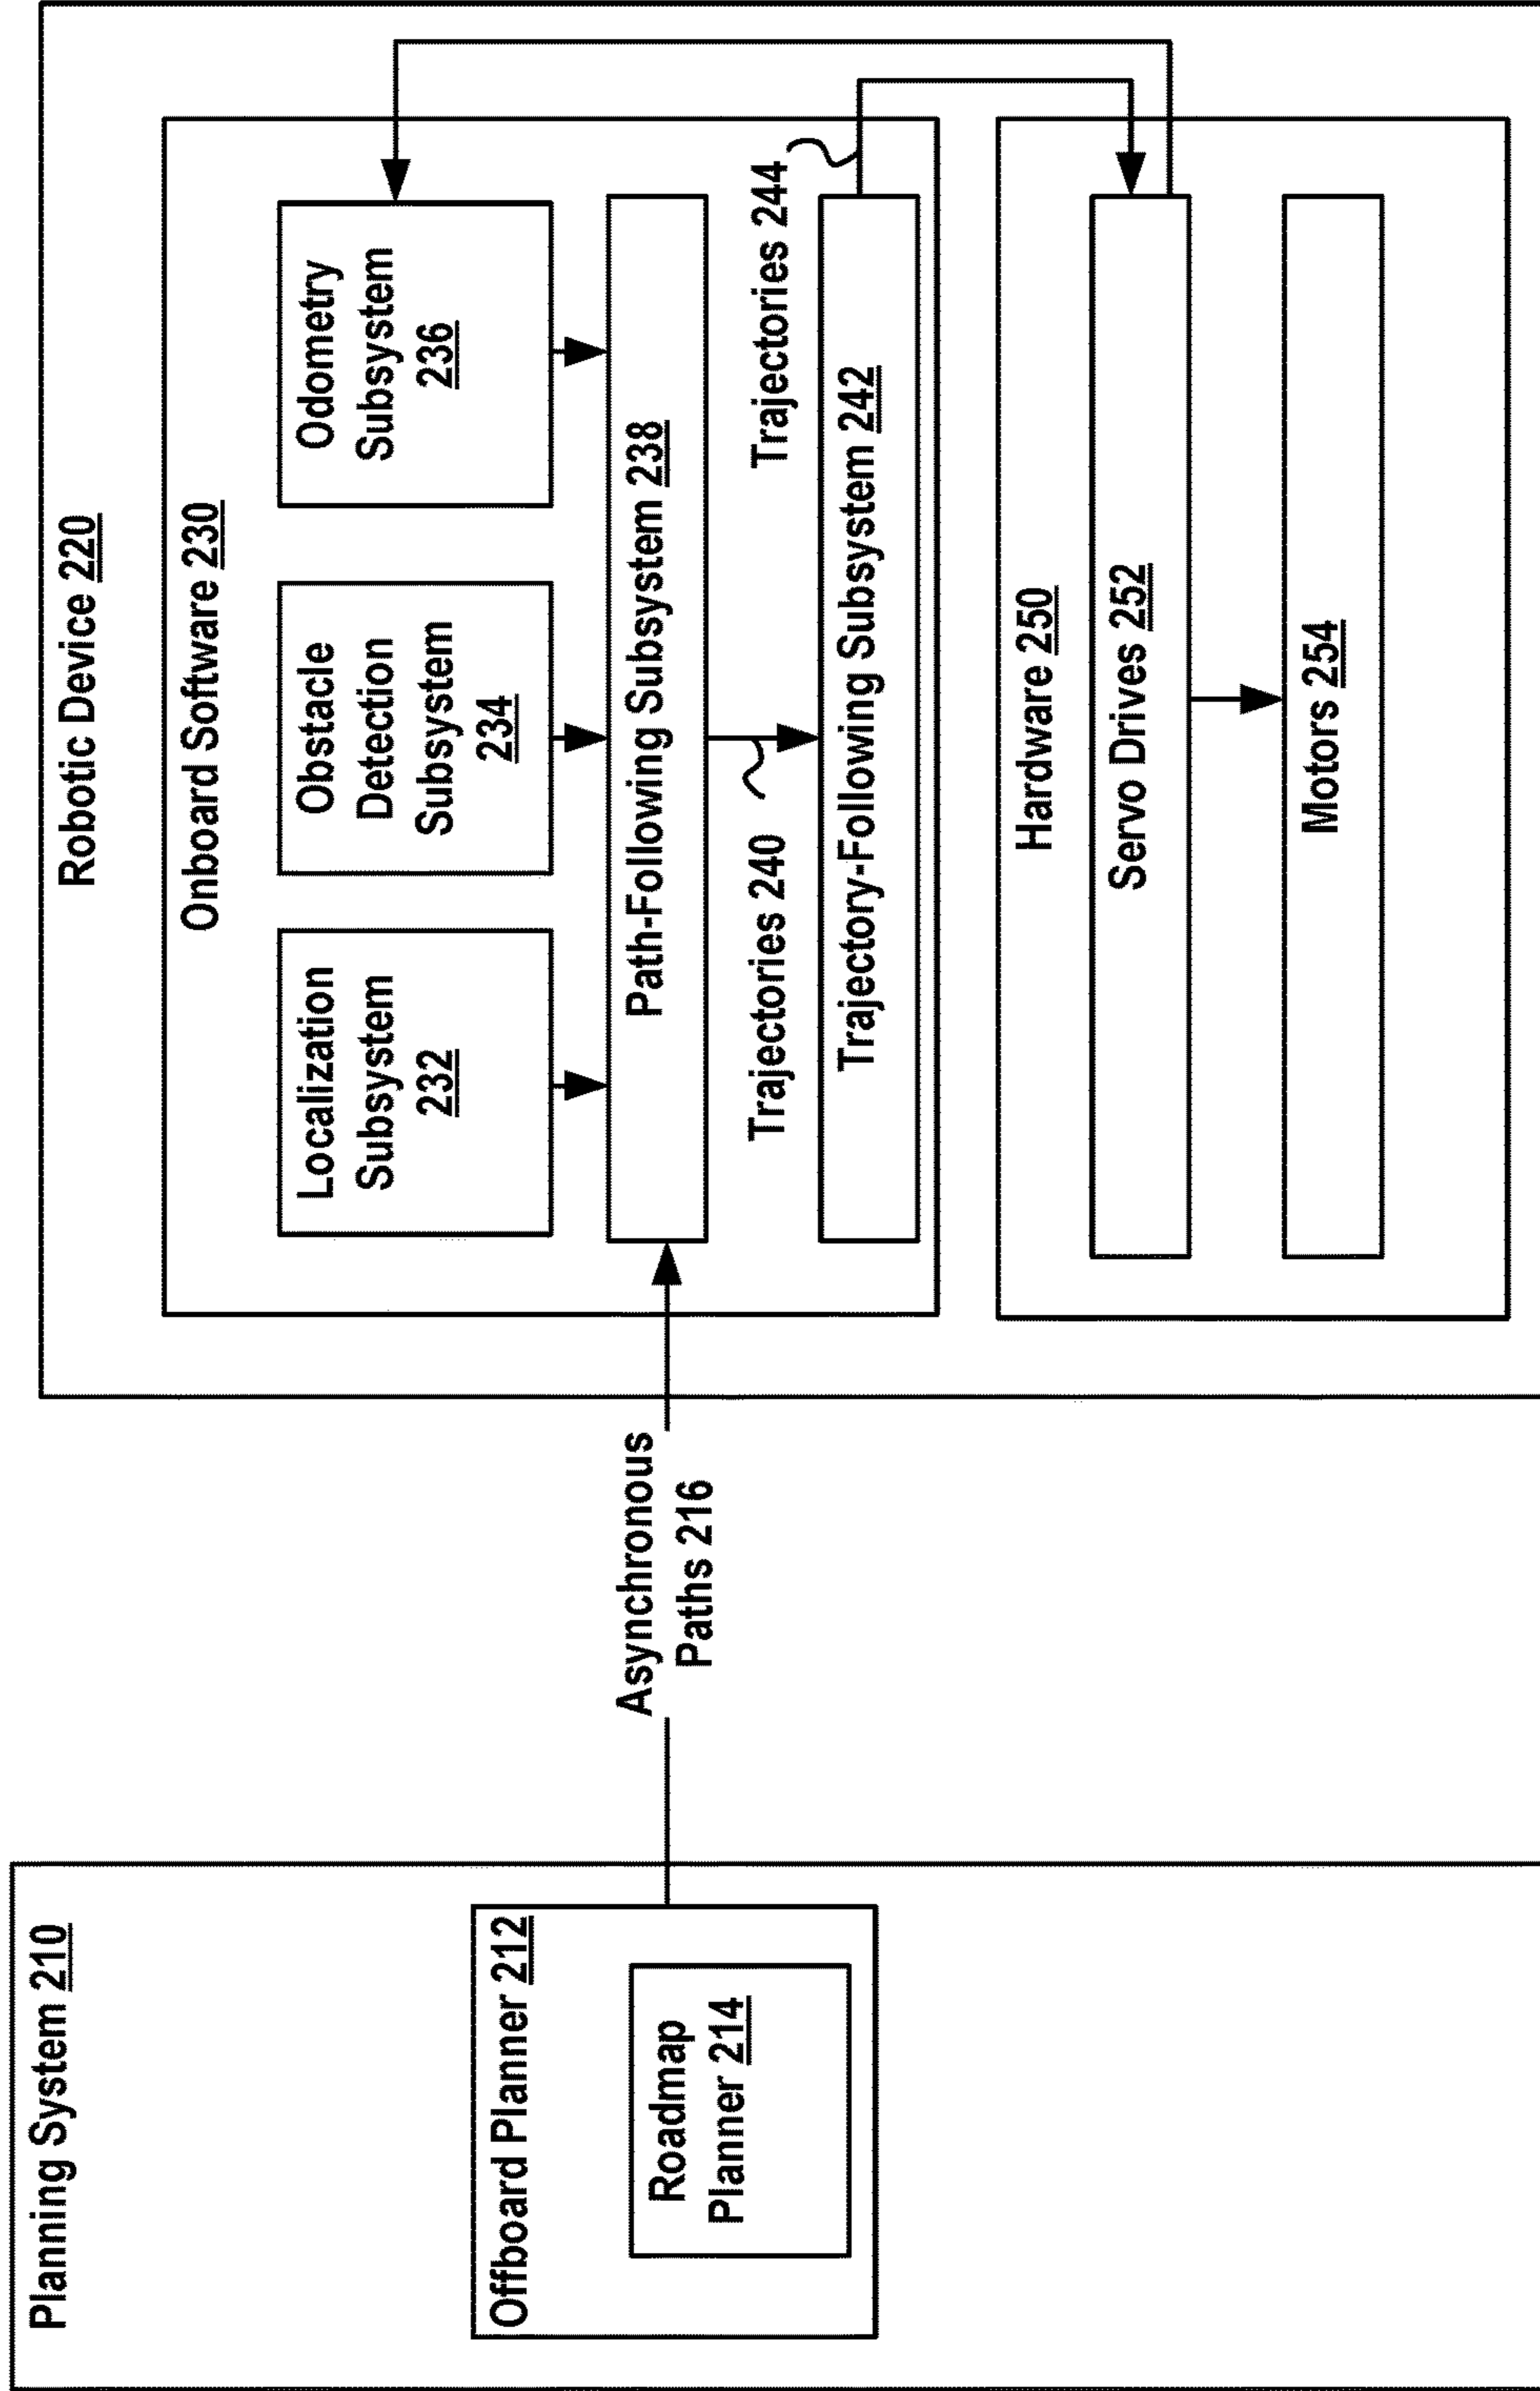 Planning System 210
Offboard Planner 212
Roadmap
Planner 214
Asynchronous
Paths 216
Robotic Device 220
Onboard Software 230
Localization
Subsystem
232
Obstacle
Detection
Subsystem
234
Odometry
Subsystem
236
Path-Following Subsystem 238
Trajectories 240
Trajectories 244
Trajectory-Following Subsystem 242
Hardware 250
Servo Drives 252
Motors 254